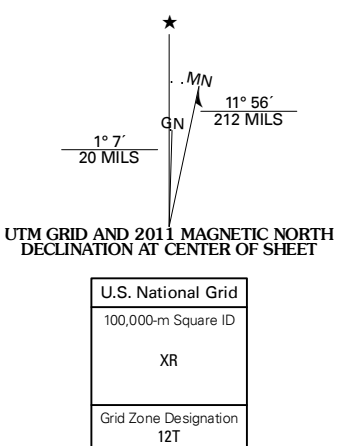 ★
MN
11° 56´
212 MILS
GN
1° 7´
20 MILS
UTM GRID AND 2011 MAGNETIC NORTH
DECLINATION AT CENTER OF SHEET
U.S. National Grid
100,000-m Square ID
XR
Grid Zone Designation
12T